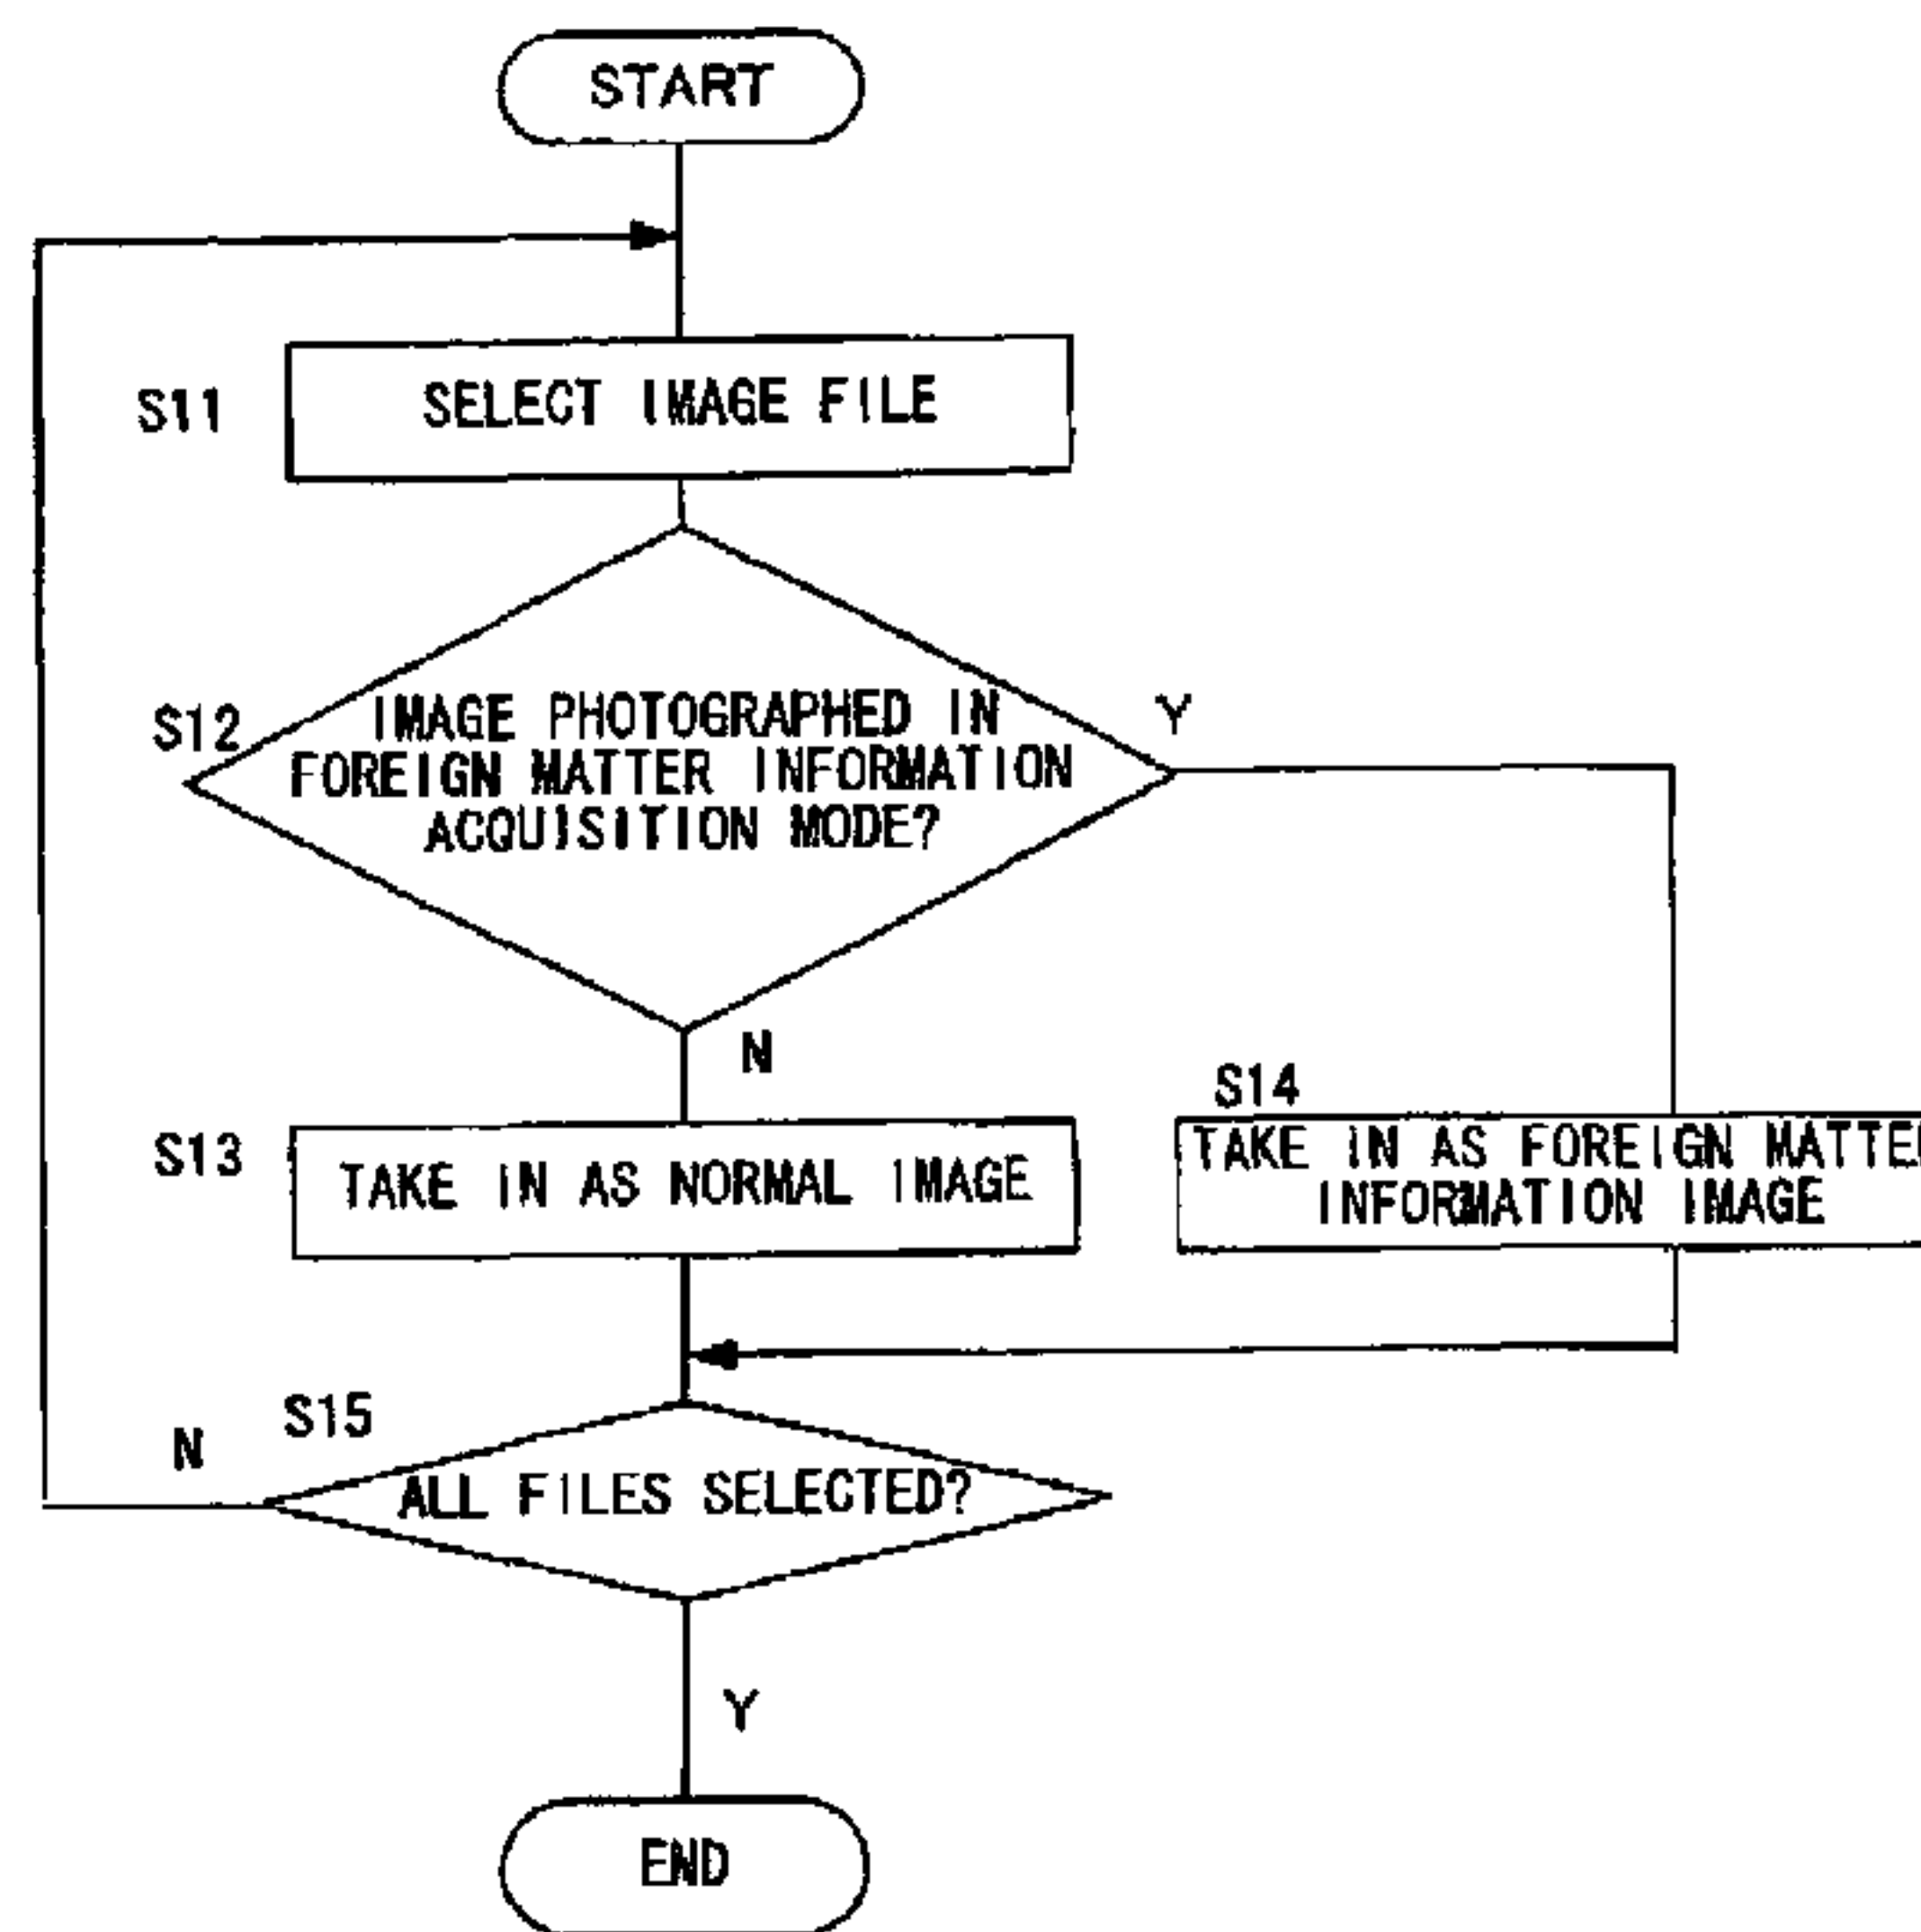 START
S11
SELECT IMAGE FILE
S12
IMAGE PHOTOGRAPHED IN
FOREIGN MATTER INFORMATION
ACQUISITION MODE?
Y
N
S13
TAKE IN AS NORMAL IMAGE
S14
TAKE IN AS FOREIGN MATTE
INFORMATION IMAGE
S15
N
ALL FILES SELECTED?
Y
END